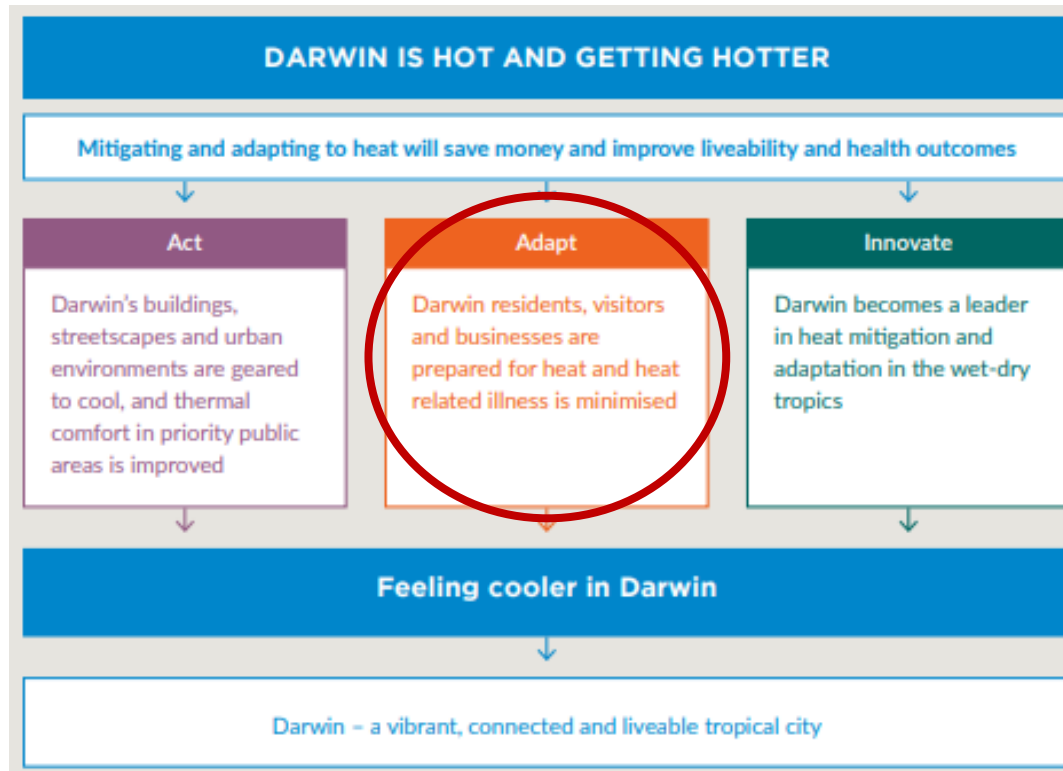 DARWIN IS HOT AND GETTING HOTTER
Mitigating and adapting to heat will save money and improve liveability and health outcomes
Act
Darwin's buildings,
streetscapes and urban
environments are geared
to cool, and thermal
comfort in priority public
areas is improved
Adapt
Darwin residents, visitors
and businesses are
prepared for heat and heat
related illness is minimised
Innovate
Darwin becomes a leader
in heat mitigation and
adaptation in the wet-dry
tropics
Feeling cooler in Darwin
Darwin – a vibrant, connected and liveable tropical city